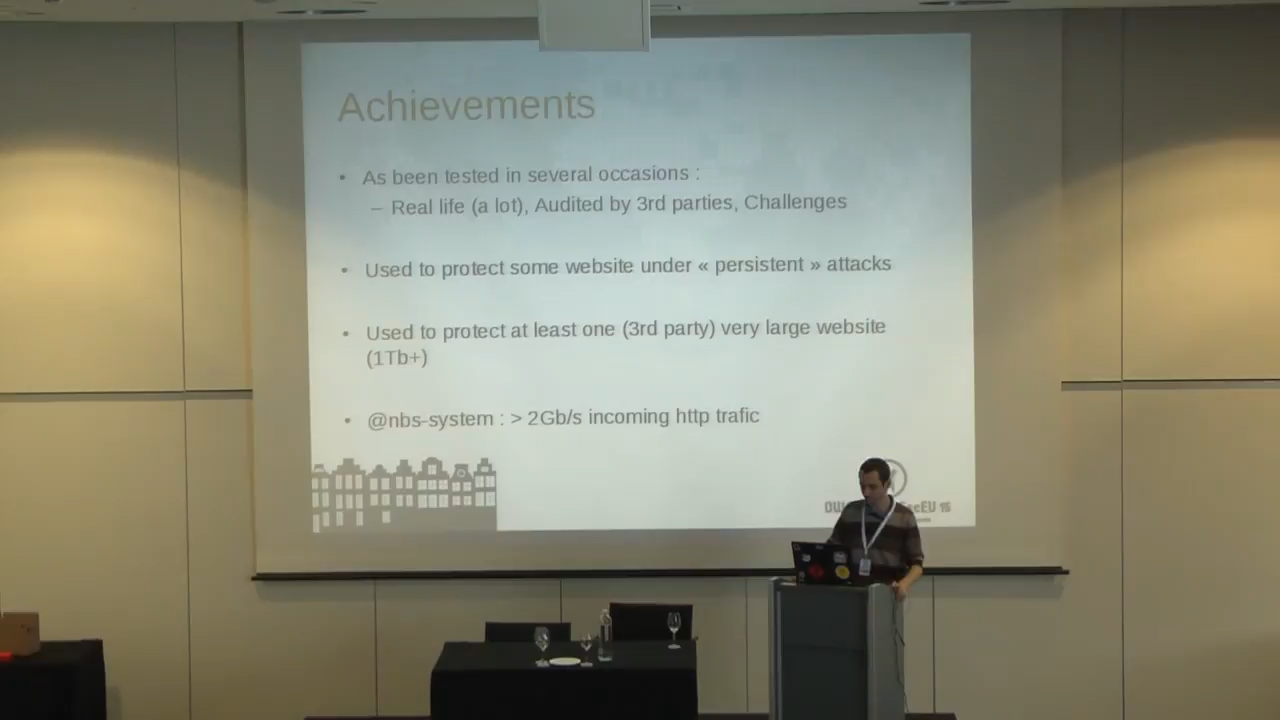 Achievements
• As been tested in several occasions :
– Real life (a lot), Audited by 3rd parties, Challenges
• Used to protect some website under « persistent » attacks
• Used to protect at least one (3rd party) very large website
(1Tb+)
• @nbs-system : > 2Gb/s incoming http trafic
EU 15